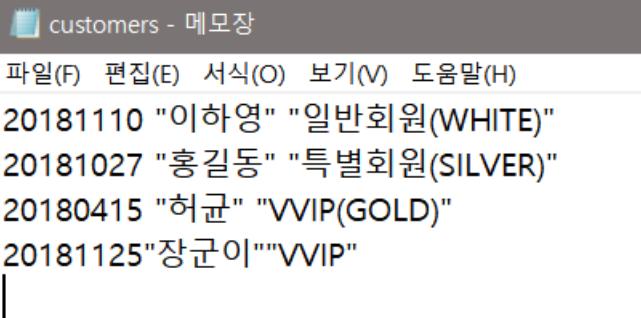 customers - 메모장
파일(F) 편집(E) 서식(O) 보기(V) 도움말(H)
20181110 "이하영" "일반회원(WHITE)"
20181027 "홍길동" "특별회원(SILVER)"
20180415 "허균" "VVIP(GOLD)"
20181125"장군이""VVIP"